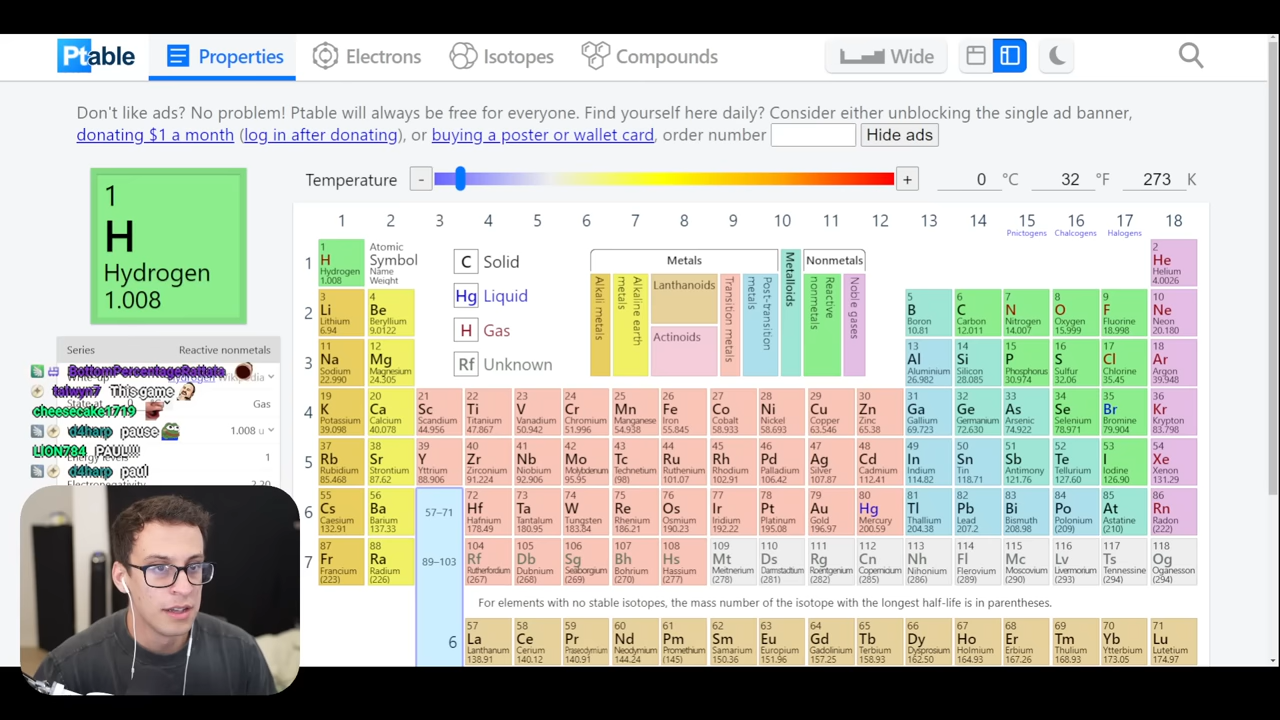 Ptable Properties Electrons Isotopes Compounds Wide
Don't like ads? No problem! Ptable will always be free for everyone. Find yourself here daily? Consider either unblocking the single ad banner,
donating $1 a month (log in after donating), or buying a poster or wallet card, order number Hide ads
1
H
Hydrogen
1.008
Temperature - + 0 °C 32 °F 273 K
1 2 3 4 5 6 7 8 9 10 11 12 13 14 15 16 17 18
Pnictogens Chalcogens Halogens
Atomic
Symbol
Name
Weight
C Solid
Hg Liquid
H Gas
Rf Unknown
Metals Metalloids Nonmetals
Alkali metals
Alkaline earth metals
Lanthanoids
Actinoids
Transition metals
Post-transition metals
Reactive nonmetals
Noble gases
1
1 H Hydrogen 1.008
2 He Helium 4.0026
2
3 Li Lithium 6.94
4 Be Beryllium 9.0122
5 B Boron 10.81
6 C Carbon 12.011
7 N Nitrogen 14.007
8 O Oxygen 15.999
9 F Fluorine 18.998
10 Ne Neon 20.180
3
11 Na Sodium 22.990
12 Mg Magnesium 24.305
13 Al Aluminium 26.982
14 Si Silicon 28.085
15 P Phosphorus 30.974
16 S Sulfur 32.06
17 Cl Chlorine 35.45
18 Ar Argon 39.948
4
19 K Potassium 39.098
20 Ca Calcium 40.078
21 Sc Scandium 44.956
22 Ti Titanium 47.867
23 V Vanadium 50.942
24 Cr Chromium 51.996
25 Mn Manganese 54.938
26 Fe Iron 55.845
27 Co Cobalt 58.933
28 Ni Nickel 58.693
29 Cu Copper 63.546
30 Zn Zinc 65.38
31 Ga Gallium 69.723
32 Ge Germanium 72.630
33 As Arsenic 74.922
34 Se Selenium 78.971
35 Br Bromine 79.904
36 Kr Krypton 83.798
5
37 Rb Rubidium 85.468
38 Sr Strontium 87.62
39 Y Yttrium 88.906
40 Zr Zirconium 91.224
41 Nb Niobium 92.906
42 Mo Molybdenum 95.95
43 Tc Technetium (98)
44 Ru Ruthenium 101.07
45 Rh Rhodium 102.91
46 Pd Palladium 106.42
47 Ag Silver 107.87
48 Cd Cadmium 112.41
49 In Indium 114.82
50 Sn Tin 118.71
51 Sb Antimony 121.76
52 Te Tellurium 127.60
53 I Iodine 126.90
54 Xe Xenon 131.29
6
55 Cs Caesium 132.91
56 Ba Barium 137.33
57–71
72 Hf Hafnium 178.49
73 Ta Tantalum 180.95
74 W Tungsten 183.84
75 Re Rhenium 186.21
76 Os Osmium 190.23
77 Ir Iridium 192.22
78 Pt Platinum 195.08
79 Au Gold 196.97
80 Hg Mercury 200.59
81 Tl Thallium 204.38
82 Pb Lead 207.2
83 Bi Bismuth 208.98
84 Po Polonium (209)
85 At Astatine (210)
86 Rn Radon (222)
7
87 Fr Francium (223)
88 Ra Radium (226)
89–103
104 Rf Rutherfordium (267)
105 Db Dubnium (268)
106 Sg Seaborgium (269)
107 Bh Bohrium (270)
108 Hs Hassium (277)
109 Mt Meitnerium (278)
110 Ds Darmstadtium (281)
111 Rg Roentgenium (282)
112 Cn Copernicium (285)
113 Nh Nihonium (286)
114 Fl Flerovium (289)
115 Mc Moscovium (290)
116 Lv Livermorium (293)
117 Ts Tennessine (294)
118 Og Oganesson (294)
For elements with no stable isotopes, the mass number of the isotope with the longest half-life is in parentheses.
6
57 La Lanthanum 138.91
58 Ce Cerium 140.12
59 Pr Praseodymium 140.91
60 Nd Neodymium 144.24
61 Pm Promethium (145)
62 Sm Samarium 150.36
63 Eu Europium 151.96
64 Gd Gadolinium 157.25
65 Tb Terbium 158.93
66 Dy Dysprosium 162.50
67 Ho Holmium 164.93
68 Er Erbium 167.26
69 Tm Thulium 168.93
70 Yb Ytterbium 173.05
71 Lu Lutetium 174.97
Series Reactive nonmetals
BottomPercentageRattata
taiwyn7 This game
cheesecake1719
Gas
d4harp pause
1.008 u
LION784 PAUL!!!
1
d4harp paul